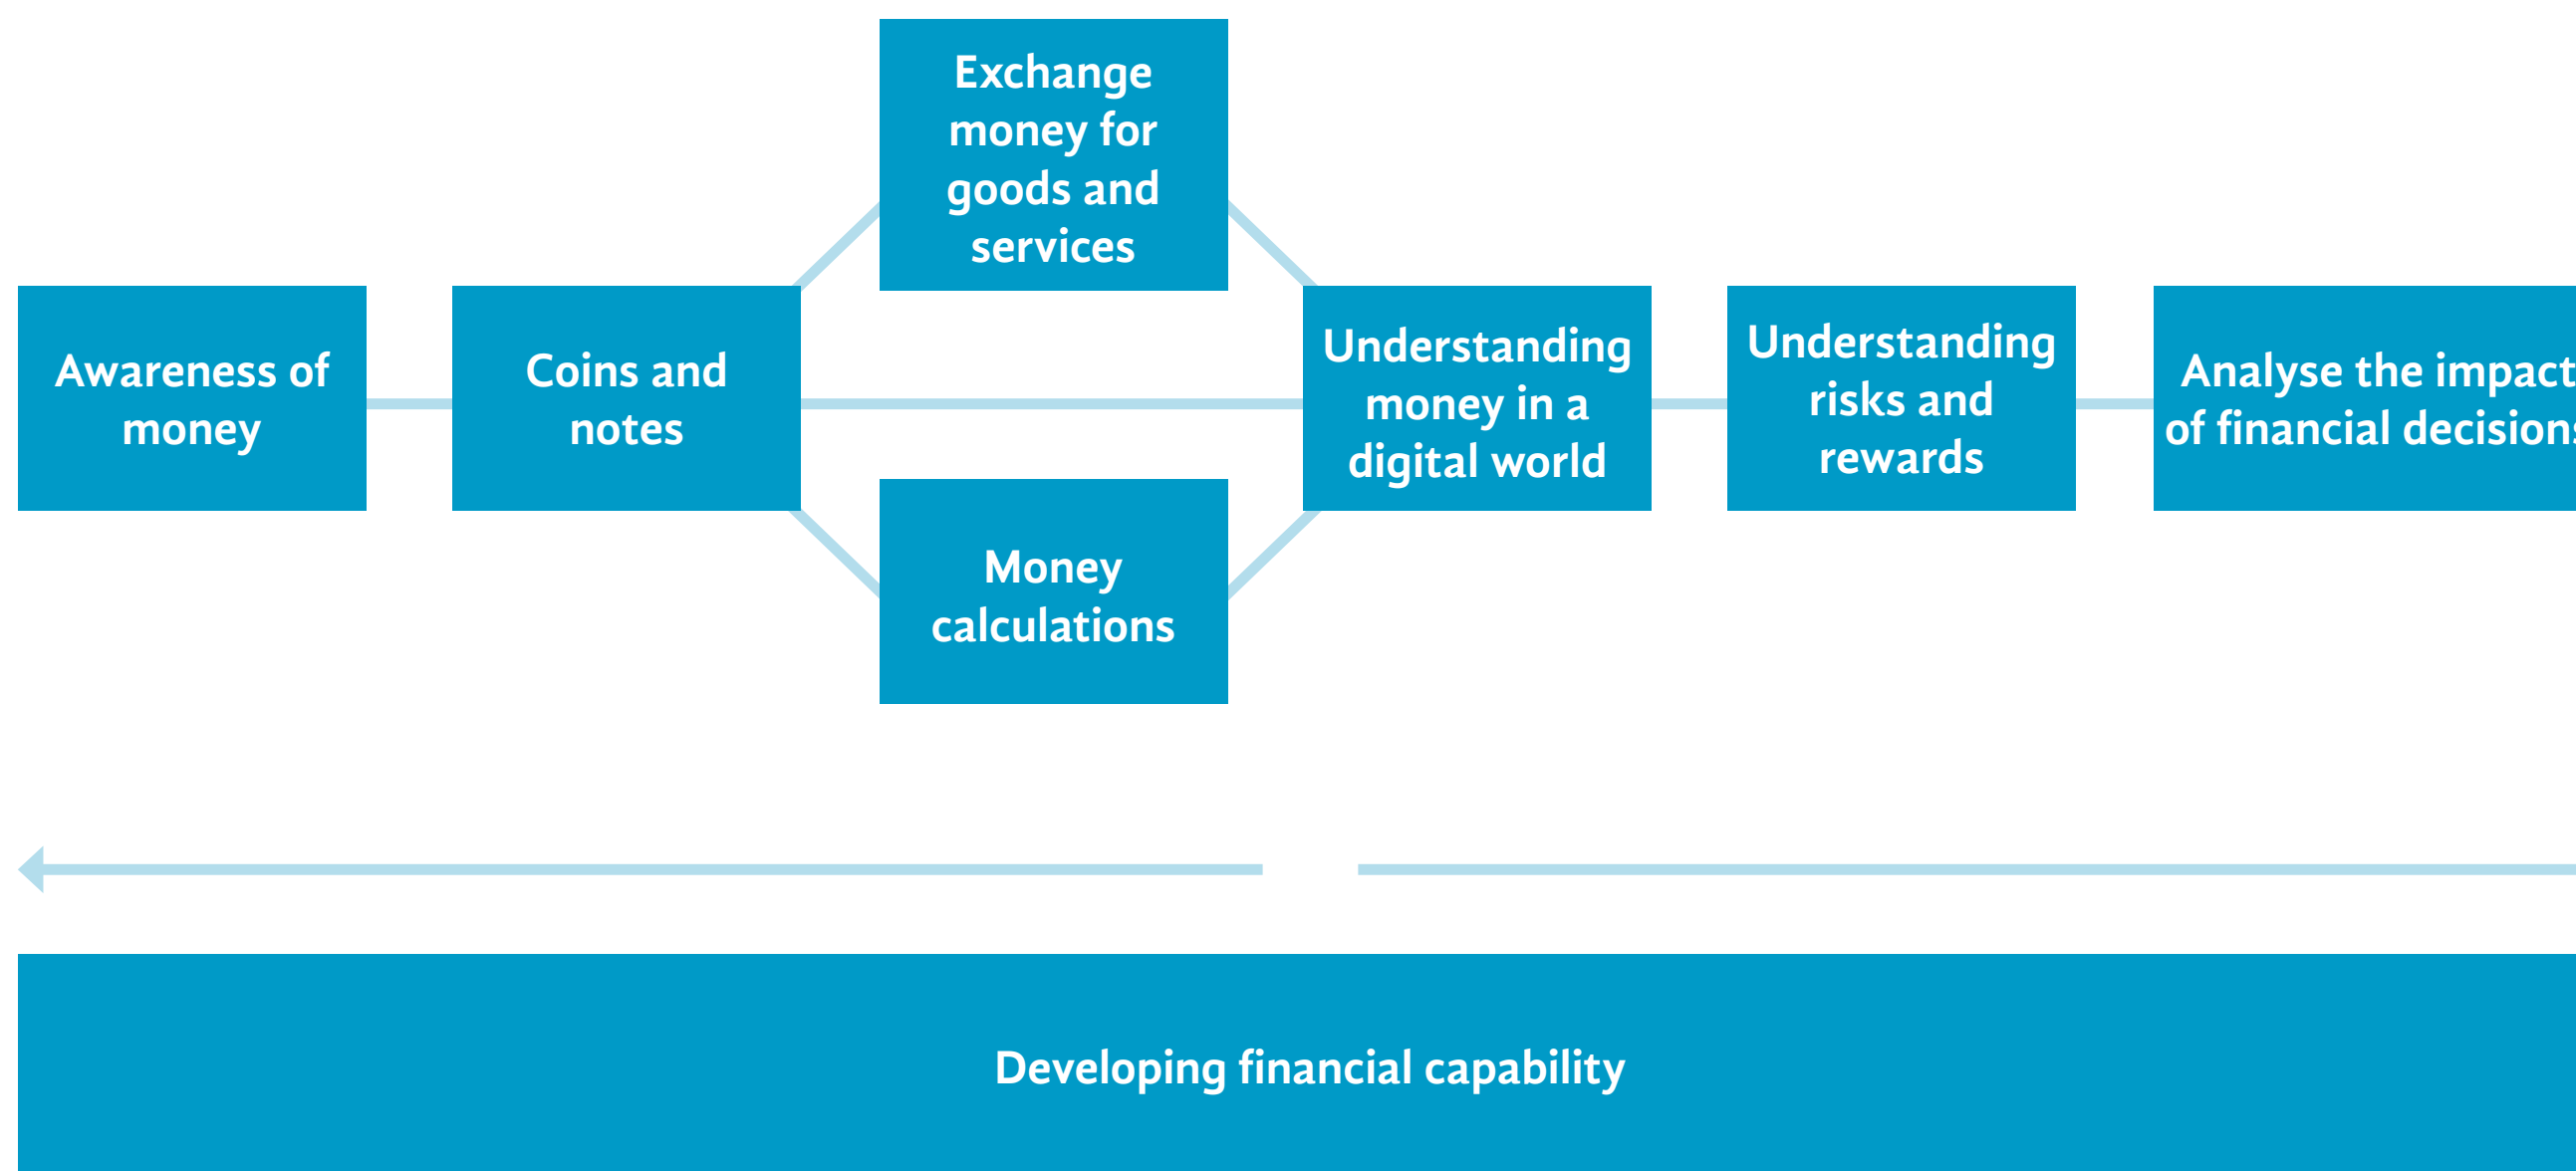 Exchange
money for
goods and
services
Awareness of
money
Coins and
notes
Money
calculations
Understanding
money in a
digital world
Understanding
risks and
rewards
Analyse the impact
of financial decisions
Developing financial capability